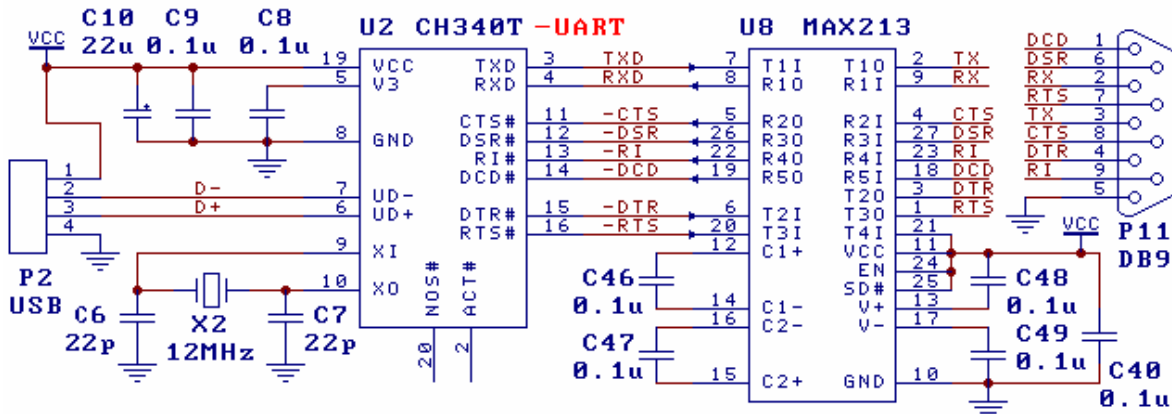 C10 C9 C8
22u 0.1u 0.1u
VCC
U2 CH340T -UART
U8 MAX213
19 VCC TXD 3 TXD 7 T1I T1O 2 TX
5 V3 RXD 4 RXD 8 R1O R1I 9 RX
CTS# 11 -CTS 5 R2O R2I 4 CTS
8 GND DSR# 12 -DSR 26 R3O R3I 27 DSR
RI# 13 -RI 22 R4O R4I 23 RI
DCD# 14 -DCD 19 R5O R5I 18 DCD
7 UD- D- T2O 3 DTR
6 UD+ D+ DTR# 15 -DTR 6 T2I T3O 1 RTS
RTS# 16 -RTS 20 T3I T4I 21
9 XI 12 C1+ VCC 11
EN 24
10 XO SD# 25
14 C1- V+ 13
16 C2- V- 17
15 C2+ GND 10
NOS# ACT#
20 2
1
2
3
4
P2
USB
C6
22p
X2
12MHz
C7
22p
C46
0.1u
C47
0.1u
VCC
C48
0.1u
C49
0.1u
C40
0.1u
DCD 1
DSR 6
RX 2
RTS 7
TX 3
CTS 8
DTR 4
RI 9
5
P11
DB9